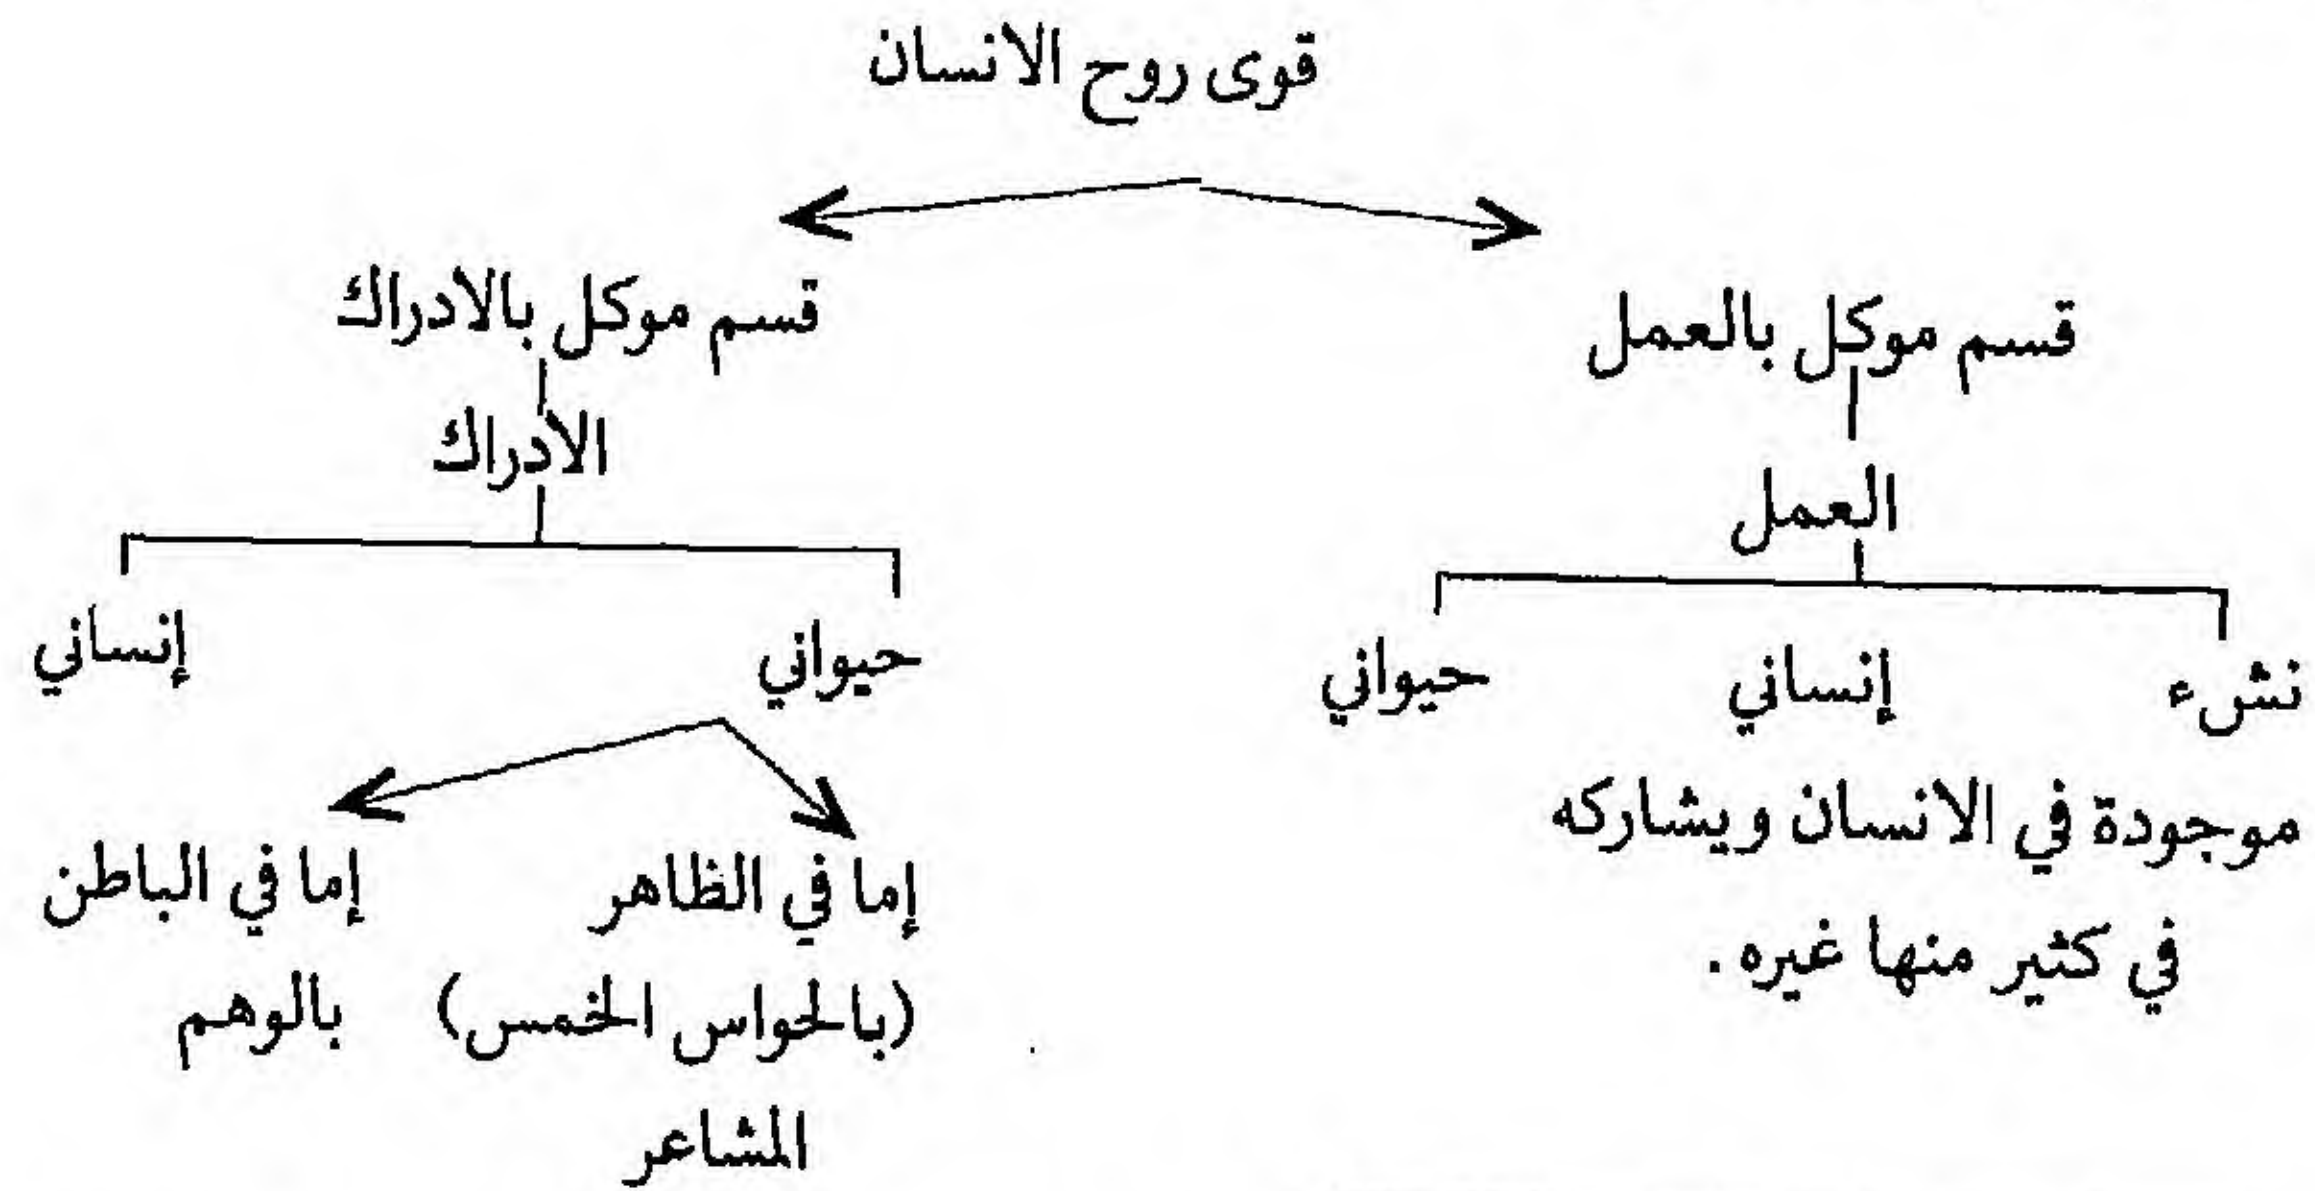 قوى روح الانسان
قسم موكل بالعمل
قسم موكل بالادراك
العمل
الادراك
نشء إنساني حيواني
حيواني إنساني
موجودة في الانسان ويشاركه
في كثير منها غيره .
إما في الظاهر
(بالحواس الخمس)
المشاعر
إما في الباطن
بالوهم